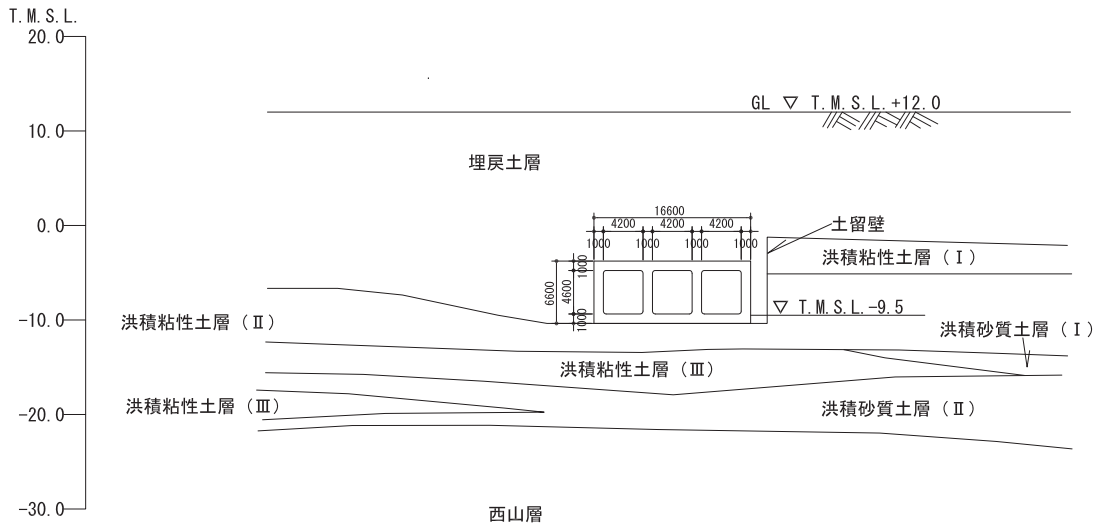 T.M.S.L.
20.0
GL ▽ T.M.S.L.+12.0
10.0
埋戻土層
16600
0.0
4200 4200 4200
土留壁
1000 1000 1000 1000
洪積粘性土層(Ⅰ)
1000
6600
4600
1000
▽ T.M.S.L.-9.5
-10.0
洪積粘性土層(Ⅱ)
洪積砂質土層(Ⅰ)
洪積粘性土層(Ⅲ)
洪積粘性土層(Ⅲ)
洪積砂質土層(Ⅱ)
-20.0
-30.0
西山層